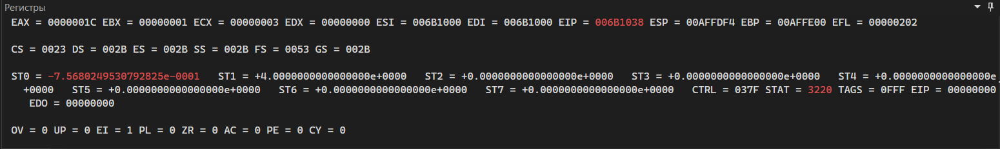 Регистры
EAX = 0000001C EBX = 00000001 ECX = 00000003 EDX = 00000000 ESI = 006B1000 EDI = 006B1000 EIP = 006B1038 ESP = 00AFFDF4 EBP = 00AFFE00 EFL = 00000202
CS = 0023 DS = 002B ES = 002B SS = 002B FS = 0053 GS = 002B
ST0 = -7.5680249530792825e-0001 ST1 = +4.0000000000000000e+0000 ST2 = +0.0000000000000000e+0000 ST3 = +0.0000000000000000e+0000 ST4 = +0.0000000000000000e
+0000 ST5 = +0.0000000000000000e+0000 ST6 = +0.0000000000000000e+0000 ST7 = +0.0000000000000000e+0000 CTRL = 037F STAT = 3220 TAGS = 0FFF EIP = 00000000
EDO = 00000000
OV = 0 UP = 0 EI = 1 PL = 0 ZR = 0 AC = 0 PE = 0 CY = 0